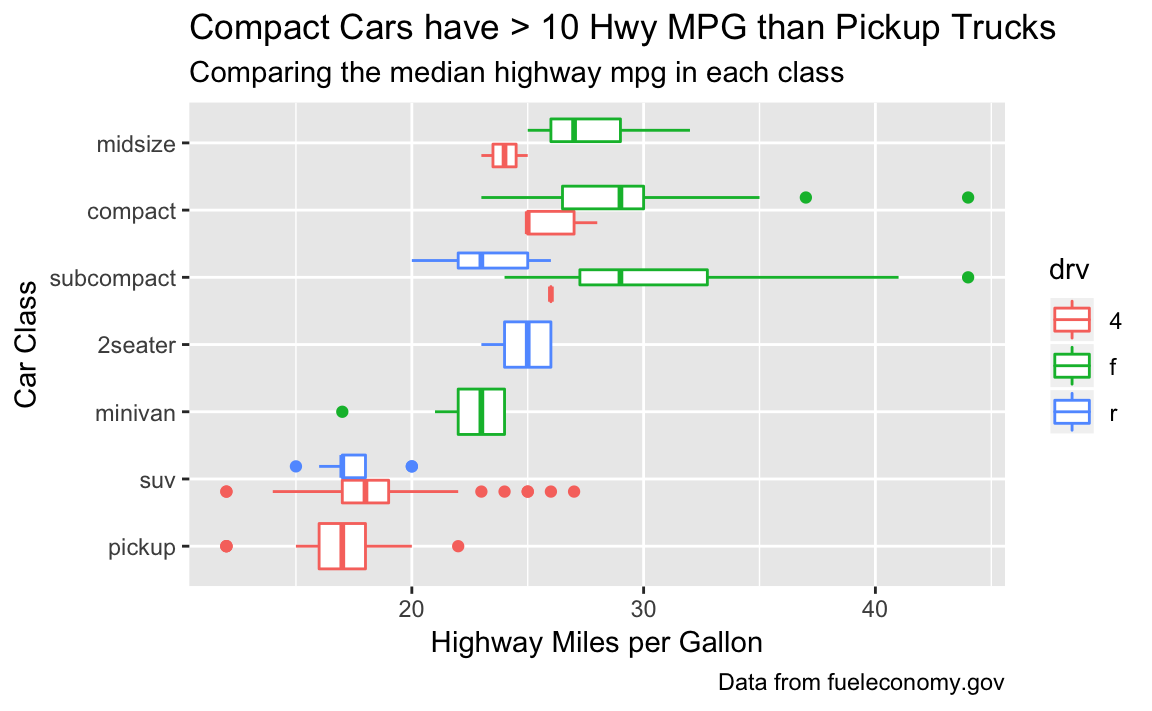 Compact Cars have > 10 Hwy MPG than Pickup Trucks
Comparing the median highway mpg in each class
Car Class
midsize
compact
subcompact
2seater
minivan
suv
pickup
20 30 40
Highway Miles per Gallon
drv
4
f
r
Data from fueleconomy.gov